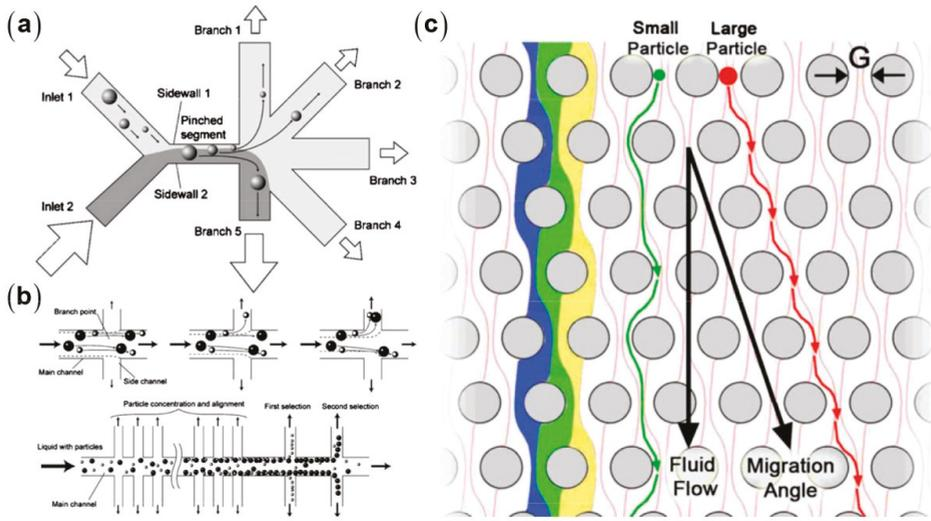 (a)
Branch 1
Branch 2
Inlet 1
Sidewall 1
Pinched
segment
Branch 3
Sidewall 2
Inlet 2
Branch 4
Branch 5
(b)
Branch point
Main channel
Side channel
Particle concentration and alignment
First selection
Second selection
Liquid with particles
Main channel
(c)
Small
Particle
Large
Particle
G
Fluid
Flow
Migration
Angle